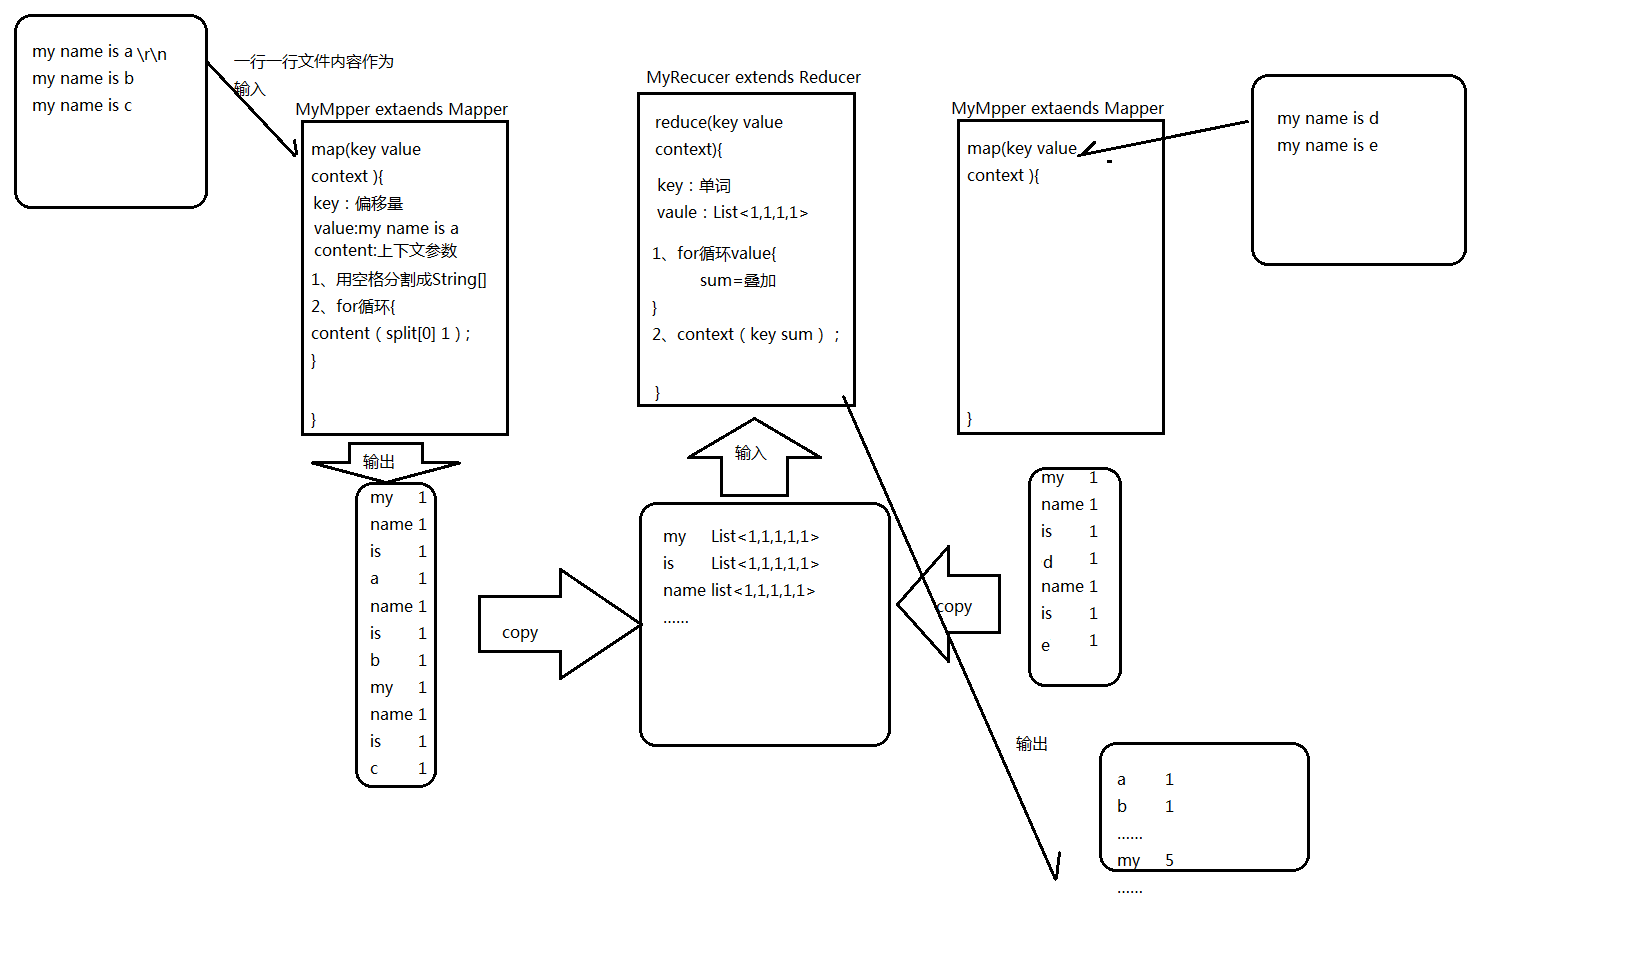 my name is a \r\n
my name is b
my name is c
一行一行文件内容作为
输入
MyMpper extaends Mapper
map(key value
context ){
key：偏移量
value:my name is a
content:上下文参数
1、用空格分割成String[]
2、for循环{
content（split[0] 1）;
}
}
输出
my 1
name 1
is 1
a 1
name 1
is 1
b 1
my 1
name 1
is 1
c 1
copy
MyRecucer extends Reducer
reduce(key value
context){
key：单词
vaule：List<1,1,1,1>
1、for循环value{
sum=叠加
}
2、context（key sum）;
}
输入
my List<1,1,1,1,1>
is List<1,1,1,1,1>
name list<1,1,1,1,1>
......
MyMpper extaends Mapper
map(key value
context ){
}
my name is d
my name is e
my 1
name 1
is 1
d 1
name 1
is 1
e 1
copy
输出
a 1
b 1
......
my 5
......